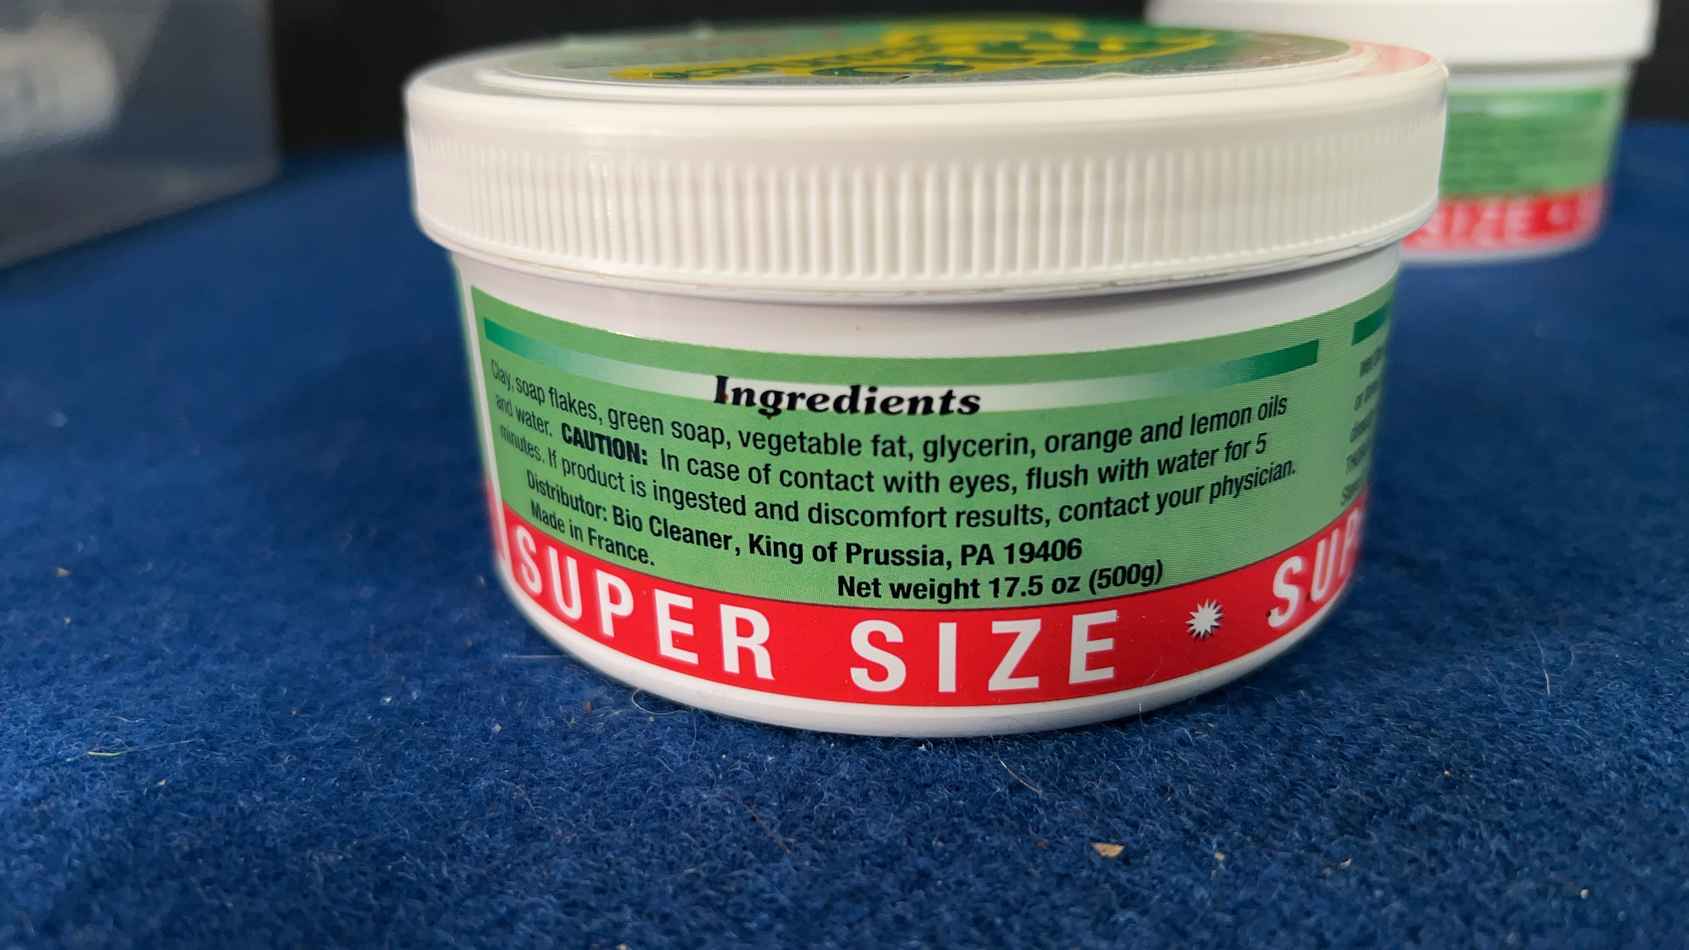 Ingredients
Clay, soap flakes, green soap, vegetable fat, glycerin, orange and lemon oils
and water. CAUTION: In case of contact with eyes, flush with water for 5
minutes. If product is ingested and discomfort results, contact your physician.
Distributor: Bio Cleaner, King of Prussia, PA 19406
Made in France.
Net weight 17.5 oz (500g)
SUPER SIZE * SUP
SIZE